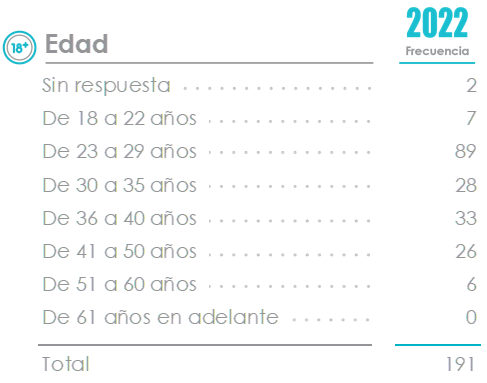 2022
18+ Edad Frecuencia
Sin respuesta 2
De 18 a 22 años 7
De 23 a 29 años 89
De 30 a 35 años 28
De 36 a 40 años 33
De 41 a 50 años 26
De 51 a 60 años 6
De 61 años en adelante 0
Total 191